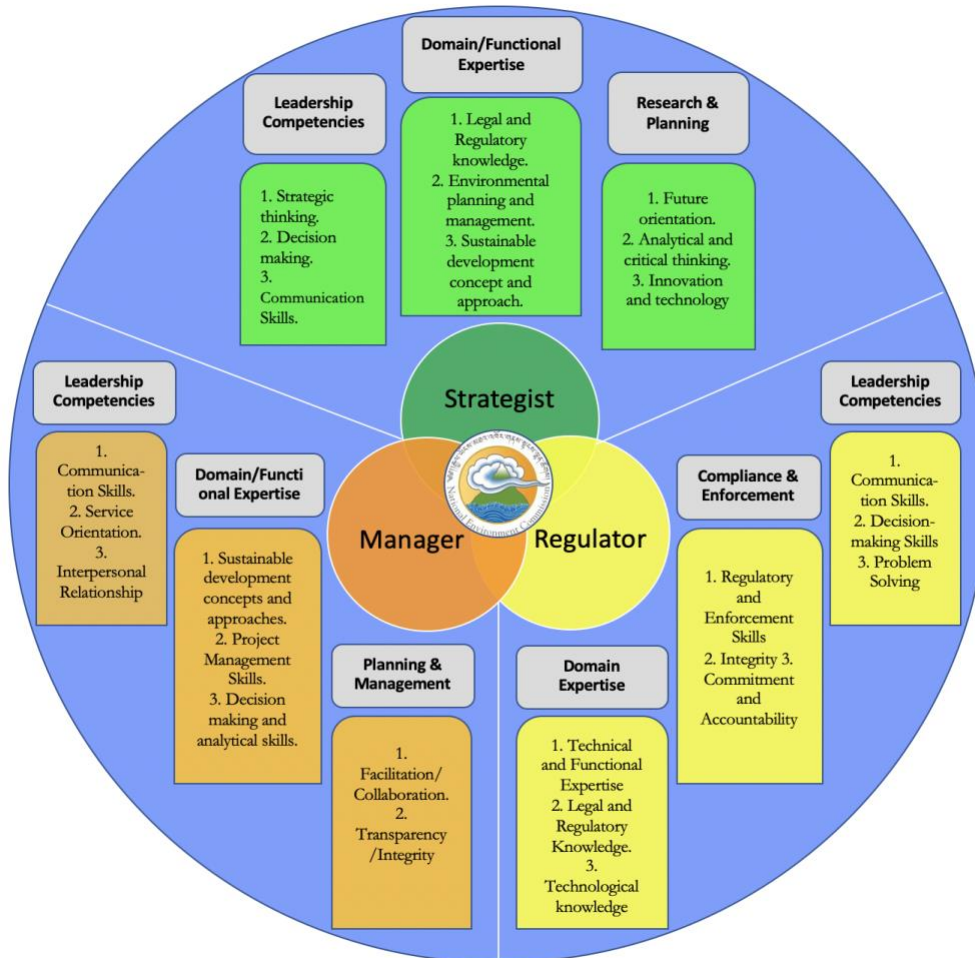 Domain/Functional
Expertise
1. Legal and
Regulatory
knowledge.
2. Environmental
planning and
management.
3. Sustainable
development
concept and
approach.
Leadership
Competencies
1. Strategic
thinking.
2. Decision
making.
3.
Communication
Skills.
Research &
Planning
1. Future
orientation.
2. Analytical and
critical thinking.
3. Innovation
and technology
Strategist
Manager
Regulator
National Environment Commission
Leadership
Competencies
1.
Communica-
tion Skills.
2. Service
Orientation.
3.
Interpersonal
Relationship
Domain/Functi
onal Expertise
1. Sustainable
development
concepts and
approaches.
2. Project
Management
Skills.
3. Decision
making and
analytical skills.
Planning &
Management
1.
Facilitation/
Collaboration.
2.
Transparency
/Integrity
Domain
Expertise
1. Technical
and Functional
Expertise
2. Legal and
Regulatory
Knowledge.
3.
Technological
knowledge
Compliance &
Enforcement
1. Regulatory
and
Enforcement
Skills
2. Integrity 3.
Commitment
and
Accountability
Leadership
Competencies
1.
Communica-
tion Skills.
2. Decision-
making Skills
3. Problem
Solving